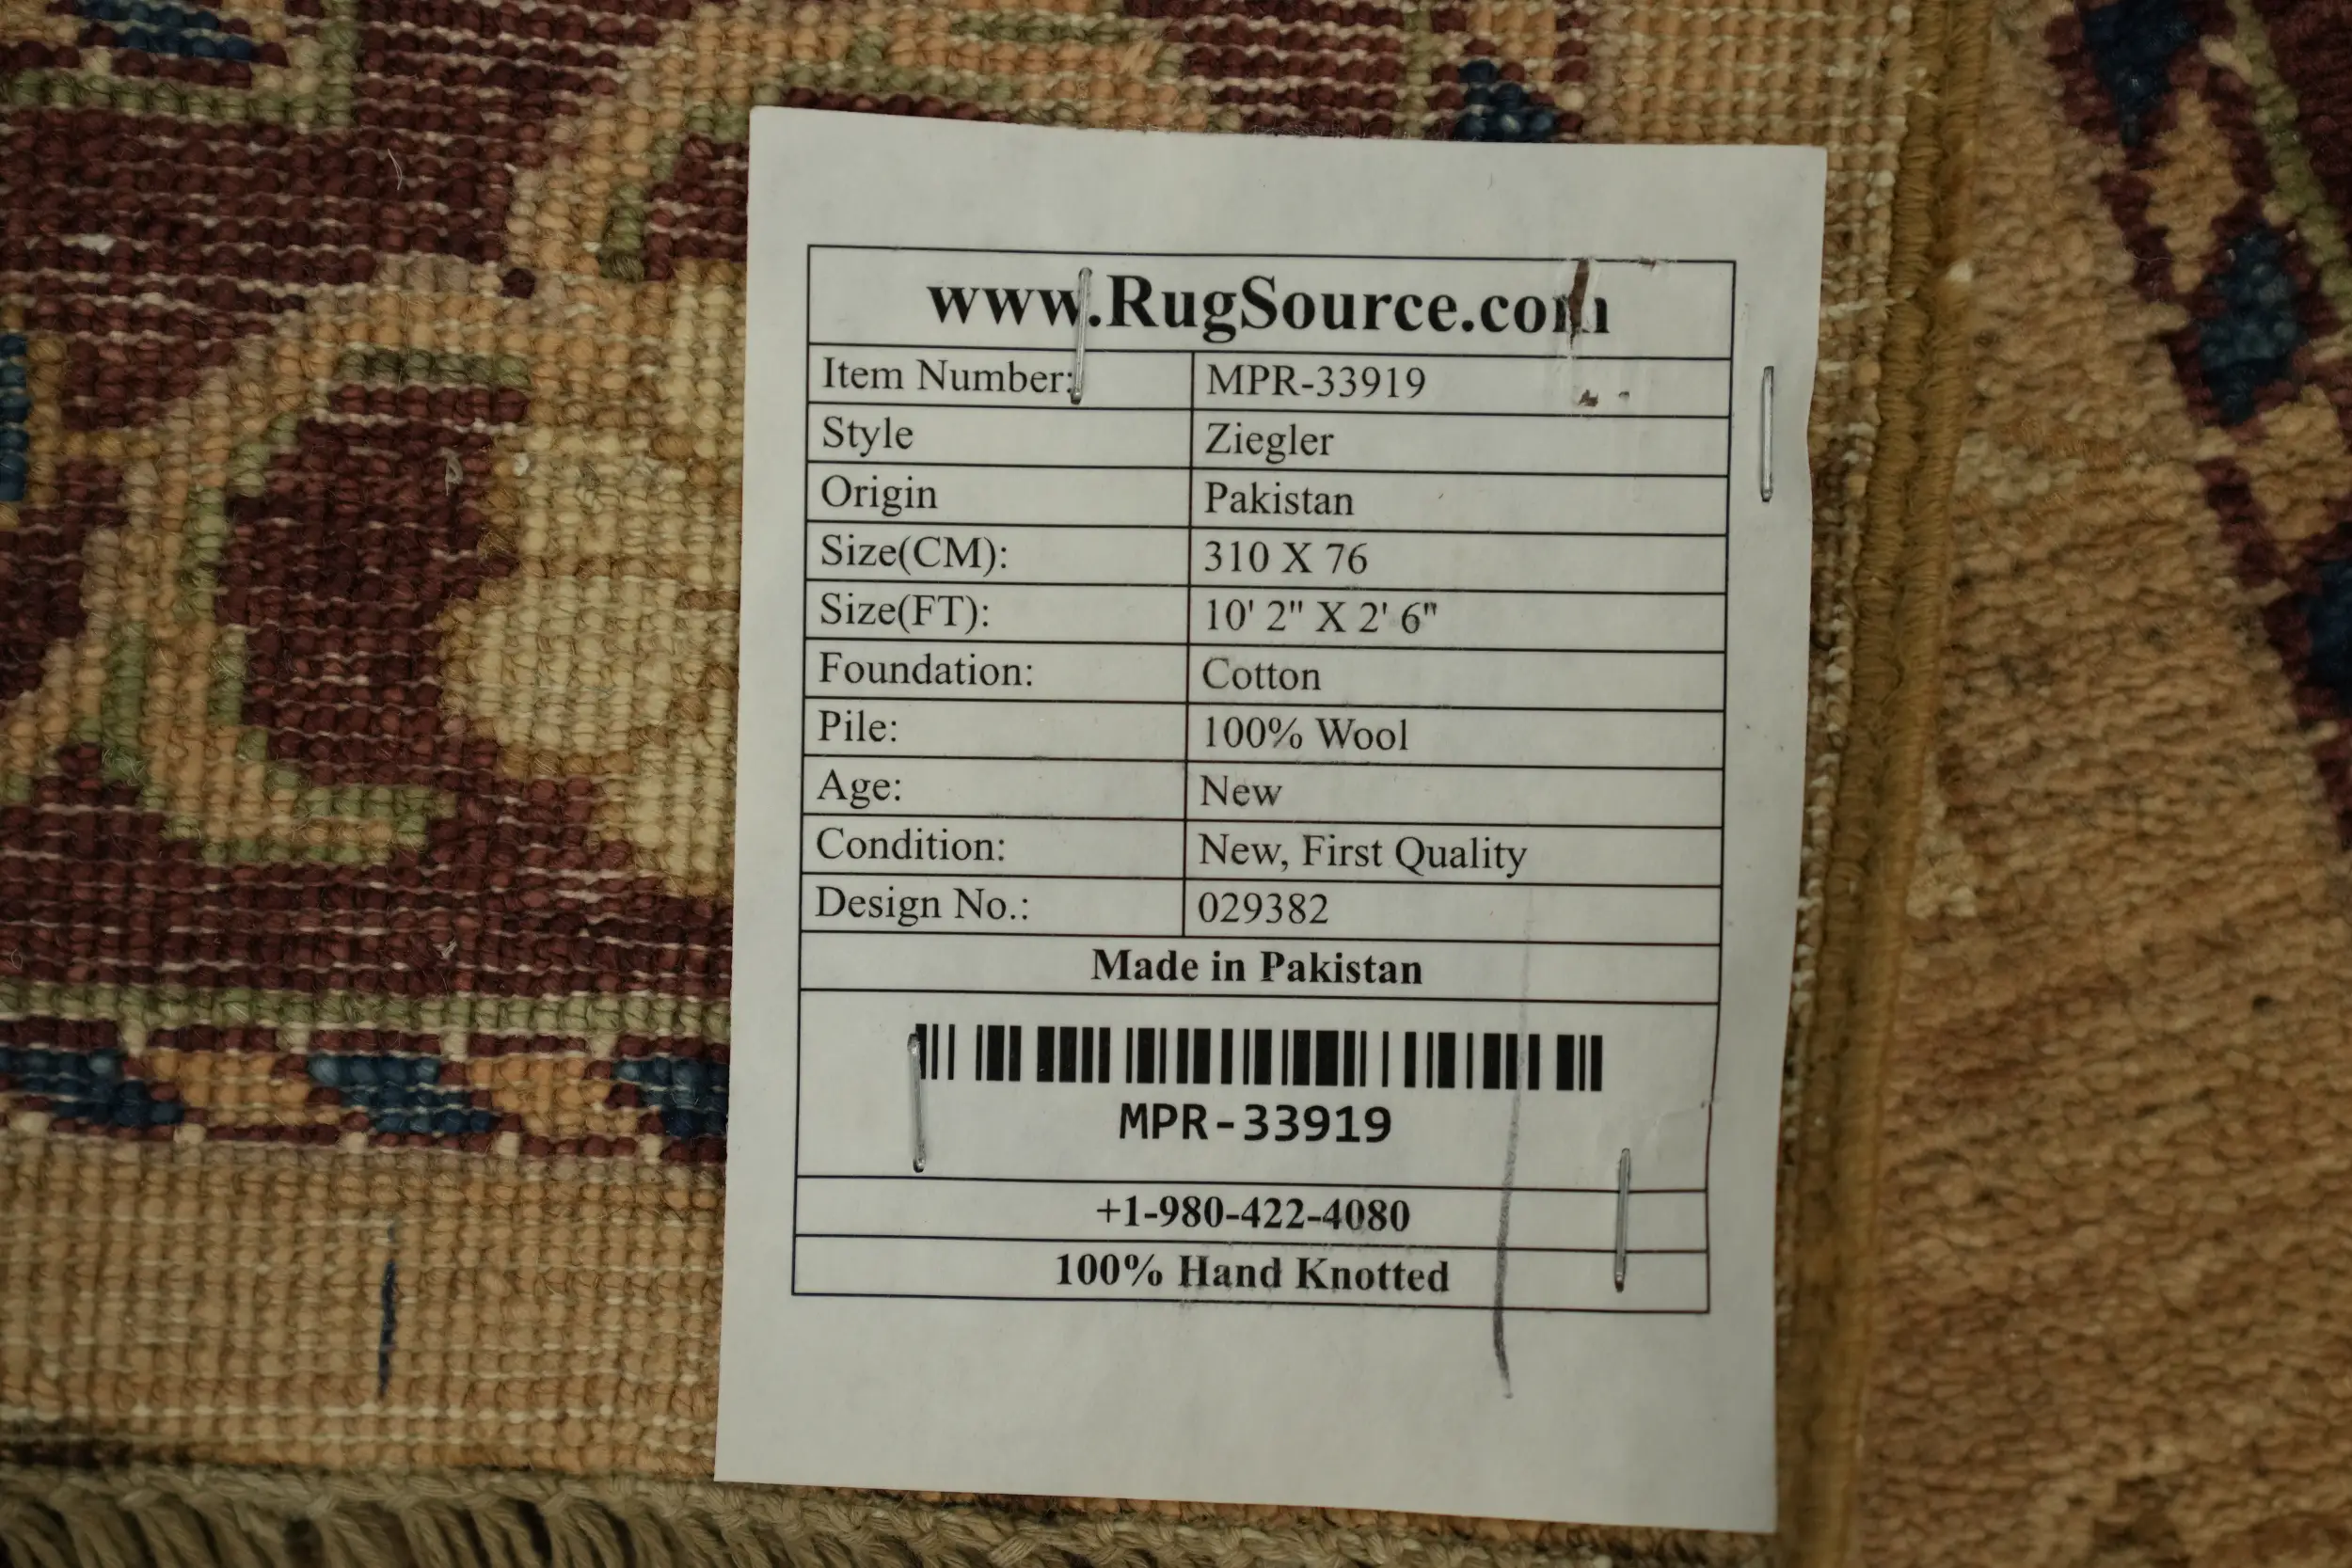 www.RugSource.com
Item Number: MPR-33919
Style Ziegler
Origin Pakistan
Size(CM): 310 X 76
Size(FT): 10' 2" X 2' 6"
Foundation: Cotton
Pile: 100% Wool
Age: New
Condition: New, First Quality
Design No.: 029382
Made in Pakistan
MPR-33919
+1-980-422-4080
100% Hand Knotted